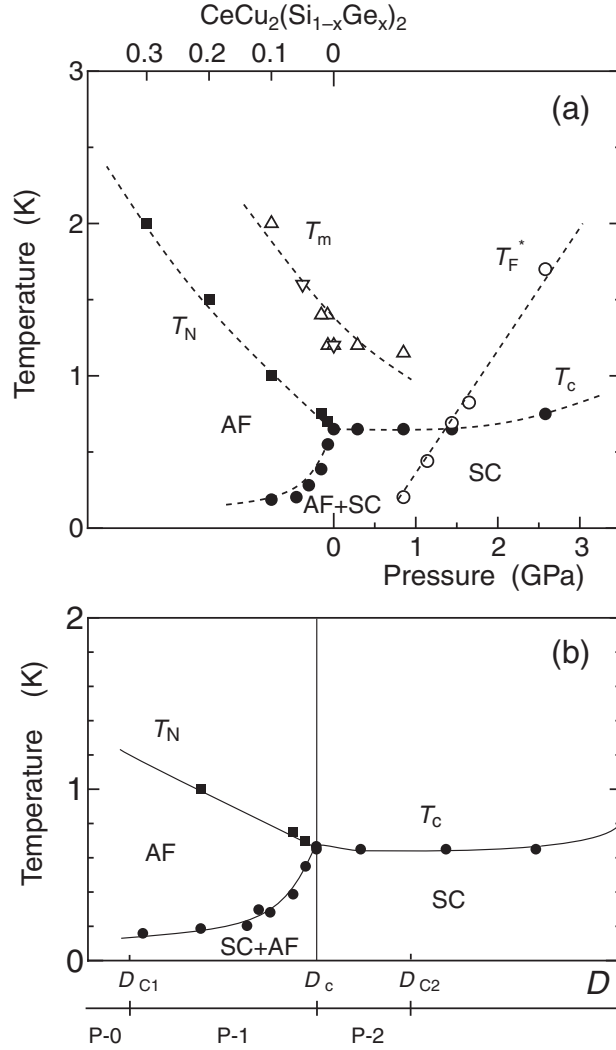 CeCu2(Si1−xGex)2
0.3 0.2 0.1 0
3
(a)
2
Tm
TF*
Temperature (K)
TN
1
Tc
AF
SC
AF+SC
0
0 1 2 3
Pressure (GPa)
2
(b)
TN
Temperature (K)
1
Tc
AF
SC
SC+AF
0
DC1 Dc DC2 D
P-0 P-1 P-2